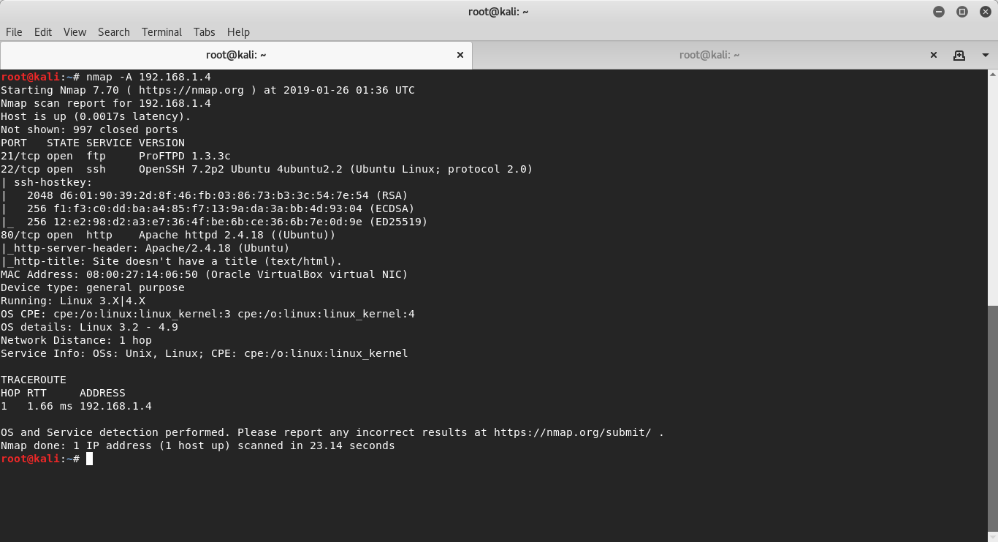 root@kali: ~
File Edit View Search Terminal Tabs Help
root@kali: ~ root@kali: ~
root@kali:~# nmap -A 192.168.1.4
Starting Nmap 7.70 ( https://nmap.org ) at 2019-01-26 01:36 UTC
Nmap scan report for 192.168.1.4
Host is up (0.0017s latency).
Not shown: 997 closed ports
PORT   STATE SERVICE VERSION
21/tcp open  ftp     ProFTPD 1.3.3c
22/tcp open  ssh     OpenSSH 7.2p2 Ubuntu 4ubuntu2.2 (Ubuntu Linux; protocol 2.0)
| ssh-hostkey:
|   2048 d6:01:90:39:2d:8f:46:fb:03:86:73:b3:3c:54:7e:54 (RSA)
|   256 f1:f3:c0:dd:ba:a4:85:f7:13:9a:da:3a:bb:4d:93:04 (ECDSA)
|_  256 12:e2:98:d2:a3:e7:36:4f:be:6b:ce:36:6b:7e:0d:9e (ED25519)
80/tcp open  http    Apache httpd 2.4.18 ((Ubuntu))
|_http-server-header: Apache/2.4.18 (Ubuntu)
|_http-title: Site doesn't have a title (text/html).
MAC Address: 08:00:27:14:06:50 (Oracle VirtualBox virtual NIC)
Device type: general purpose
Running: Linux 3.X|4.X
OS CPE: cpe:/o:linux:linux_kernel:3 cpe:/o:linux:linux_kernel:4
OS details: Linux 3.2 - 4.9
Network Distance: 1 hop
Service Info: OSs: Unix, Linux; CPE: cpe:/o:linux:linux_kernel
TRACEROUTE
HOP RTT     ADDRESS
1   1.66 ms 192.168.1.4
OS and Service detection performed. Please report any incorrect results at https://nmap.org/submit/ .
Nmap done: 1 IP address (1 host up) scanned in 23.14 seconds
root@kali:~#